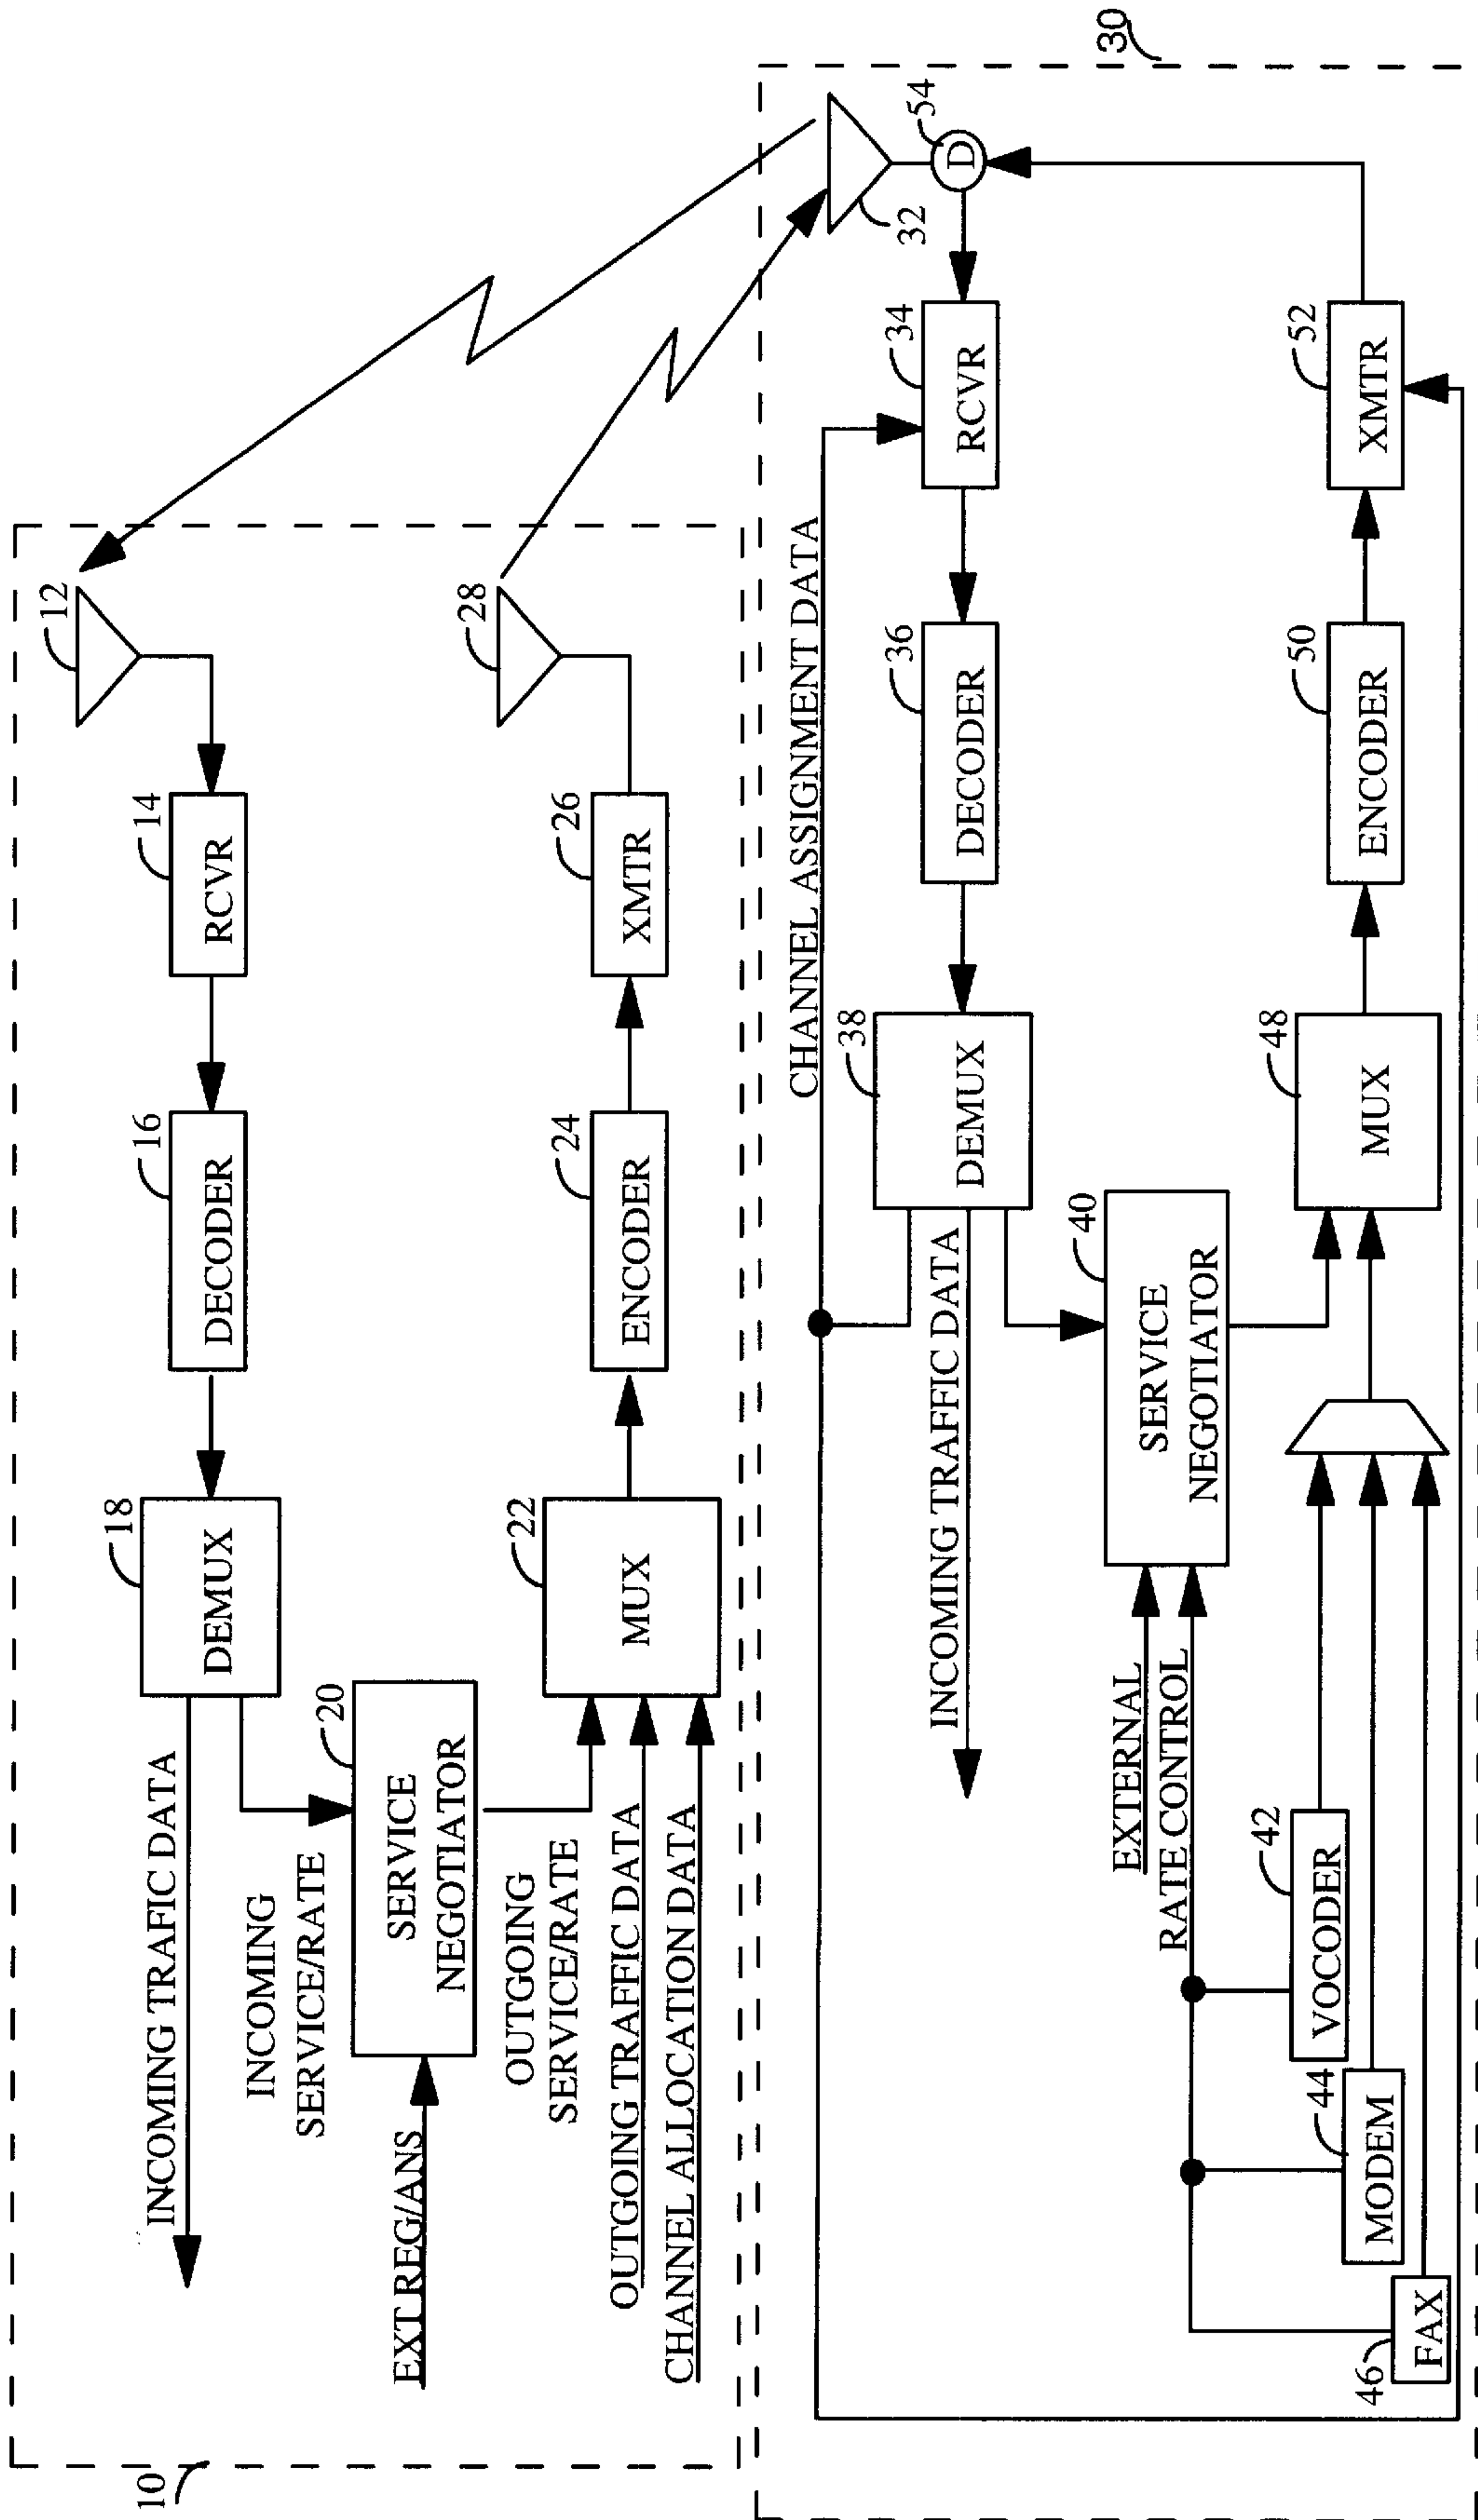 10
12
14
RCVR
16
DECODER
18
DEMUX
INCOMING TRAFFIC DATA
INCOMING
SERVICE/RATE
20
SERVICE
NEGOTIATOR
EXT REG/ANS
OUTGOING
SERVICE/RATE
OUTGOING TRAFFIC DATA
CHANNEL ALLOCATION DATA
22
MUX
24
ENCODER
26
XMTR
28
30
CHANNEL ASSIGNMENT DATA
32
54
D
34
RCVR
36
DECODER
38
DEMUX
INCOMING TRAFFIC DATA
40
SERVICE
NEGOTIATOR
EXTERNAL
RATE CONTROL
42
VOCODER
44
MODEM
46
FAX
48
MUX
50
ENCODER
52
XMTR